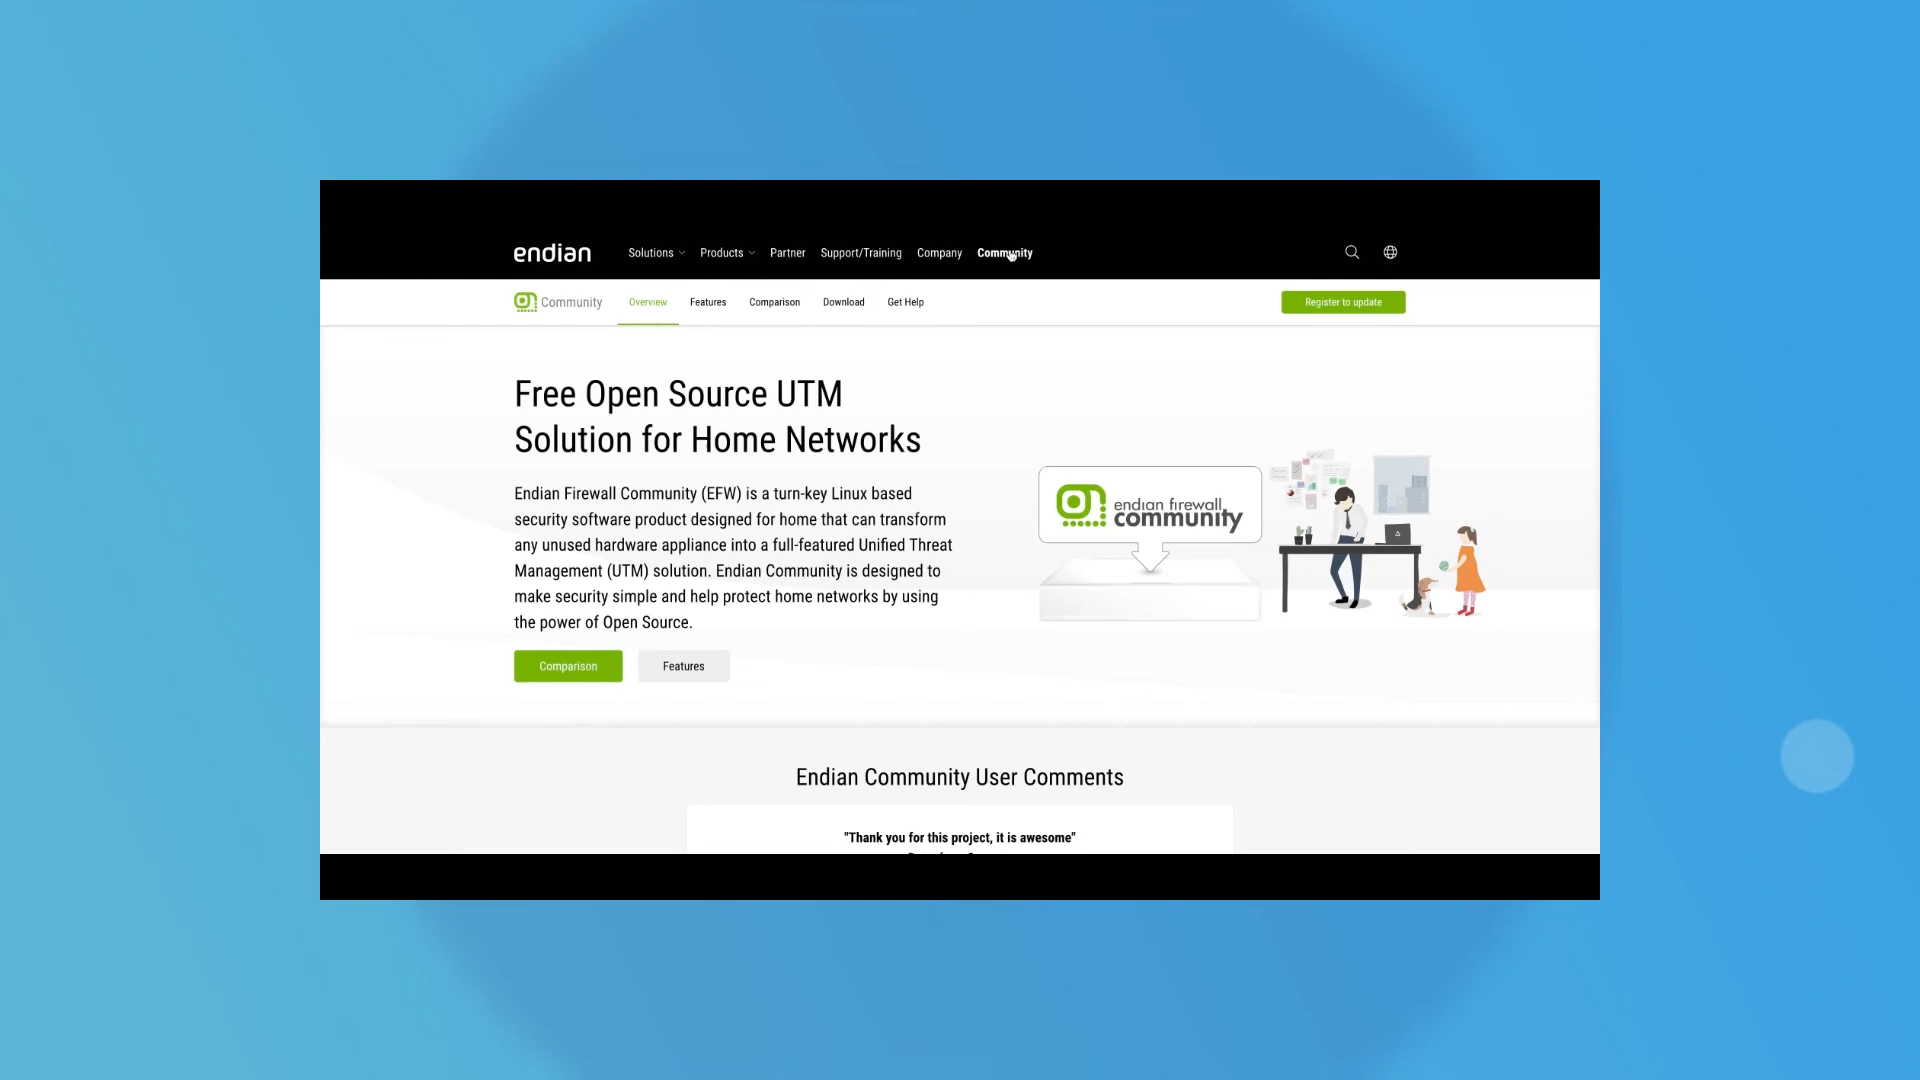 endian Solutions Products Partner Support/Training Company Community
Community Overview Features Comparison Download Get Help Register to update
Free Open Source UTM
Solution for Home Networks
Endian Firewall Community (EFW) is a turn-key Linux based
security software product designed for home that can transform
any unused hardware appliance into a full-featured Unified Threat
Management (UTM) solution. Endian Community is designed to
make security simple and help protect home networks by using
the power of Open Source.
Comparison Features
endian firewall
community
Endian Community User Comments
"Thank you for this project, it is awesome"